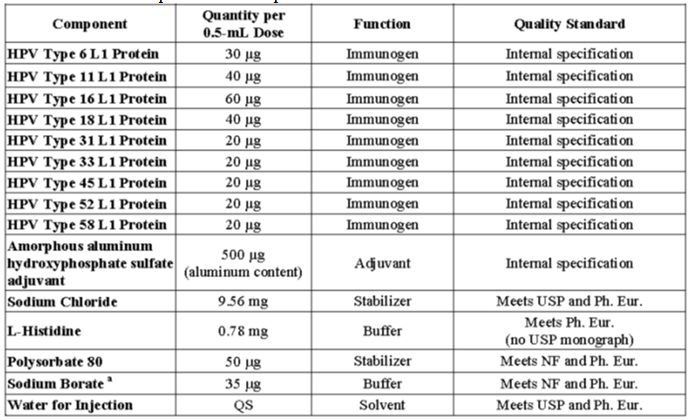 Component Quantity per 0.5-mL Dose Function Quality Standard
HPV Type 6 L1 Protein 30 µg Immunogen Internal specification
HPV Type 11 L1 Protein 40 µg Immunogen Internal specification
HPV Type 16 L1 Protein 60 µg Immunogen Internal specification
HPV Type 18 L1 Protein 40 µg Immunogen Internal specification
HPV Type 31 L1 Protein 20 µg Immunogen Internal specification
HPV Type 33 L1 Protein 20 µg Immunogen Internal specification
HPV Type 45 L1 Protein 20 µg Immunogen Internal specification
HPV Type 52 L1 Protein 20 µg Immunogen Internal specification
HPV Type 58 L1 Protein 20 µg Immunogen Internal specification
Amorphous aluminum hydroxyphosphate sulfate adjuvant 500 µg (aluminum content) Adjuvant Internal specification
Sodium Chloride 9.56 mg Stabilizer Meets USP and Ph. Eur.
L-Histidine 0.78 mg Buffer Meets Ph. Eur. (no USP monograph)
Polysorbate 80 50 µg Stabilizer Meets NF and Ph. Eur.
Sodium Borate a 35 µg Buffer Meets NF and Ph. Eur.
Water for Injection QS Solvent Meets USP and Ph. Eur.